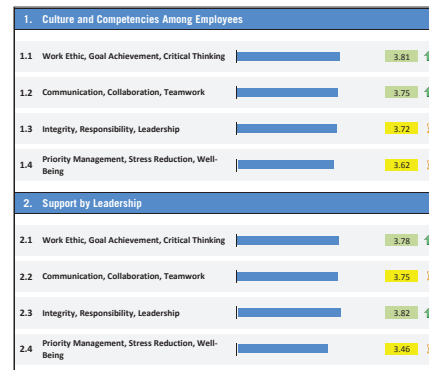 1. Culture and Competencies Among Employees
1.1 Work Ethic, Goal Achievement, Critical Thinking 3.81
1.2 Communication, Collaboration, Teamwork 3.75
1.3 Integrity, Responsibility, Leadership 3.72
1.4 Priority Management, Stress Reduction, Well-
Being 3.62
2. Support by Leadership
2.1 Work Ethic, Goal Achievement, Critical Thinking 3.78
2.2 Communication, Collaboration, Teamwork 3.75
2.3 Integrity, Responsibility, Leadership 3.82
2.4 Priority Management, Stress Reduction, Well-
Being 3.46